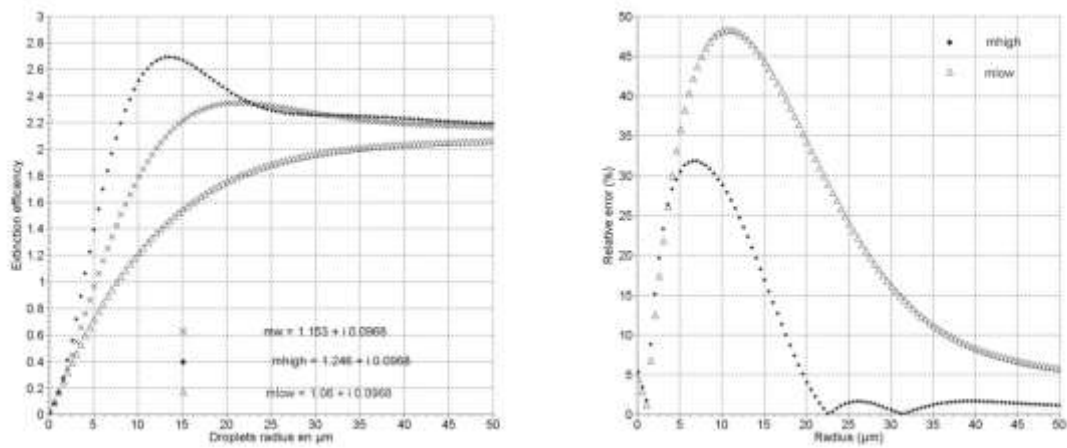 3
2.8
2.6
2.4
2.2
2
1.8
1.6
1.4
1.2
1
0.8
0.6
0.4
0.2
0
Extinction efficancy
mw = 1.153 + i 0.0968
mhigh = 1.246 + i 0.0968
mlow = 1.06 + i 0.0968
0 5 10 15 20 25 30 35 40 45 50
Droplets radius en µm
50
45
40
35
30
25
20
15
10
5
0
Relative error (%)
mhigh
mlow
0 5 10 15 20 25 30 35 40 45 50
Radius (µm)